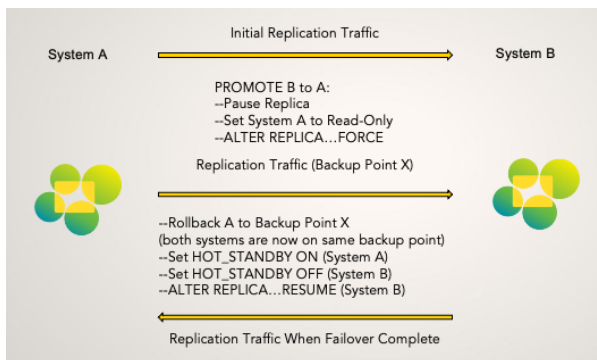 Initial Replication Traffic
System A
System B
PROMOTE B to A:
--Pause Replica
--Set System A to Read-Only
--ALTER REPLICA...FORCE
Replication Traffic (Backup Point X)
--Rollback A to Backup Point X
(both systems are now on same backup point)
--Set HOT_STANDBY ON (System A)
--Set HOT_STANDBY OFF (System B)
--ALTER REPLICA...RESUME (System B)
Replication Traffic When Failover Complete